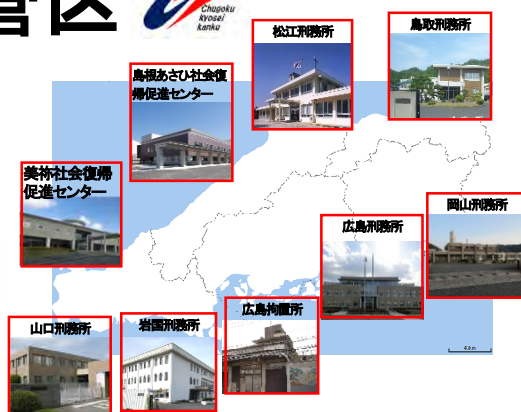 管区
Chugoku
kyosei
kanku
松江刑務所
鳥取刑務所
島根あさひ社会復
帰促進センター
美祢社会復帰
促進センター
岡山刑務所
広島刑務所
広島拘置所
岩国刑務所
山口刑務所